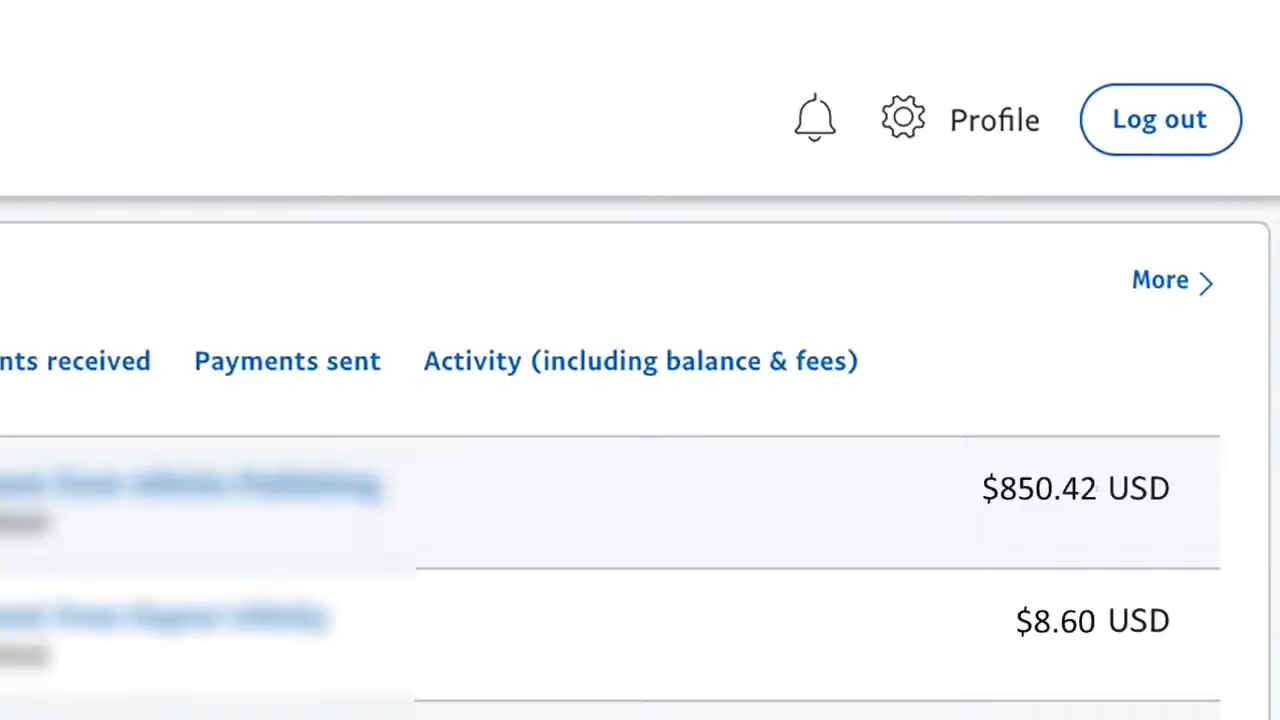 Profile
Log out
More
nts received
Payments sent
Activity (including balance & fees)
$850.42 USD
$8.60 USD